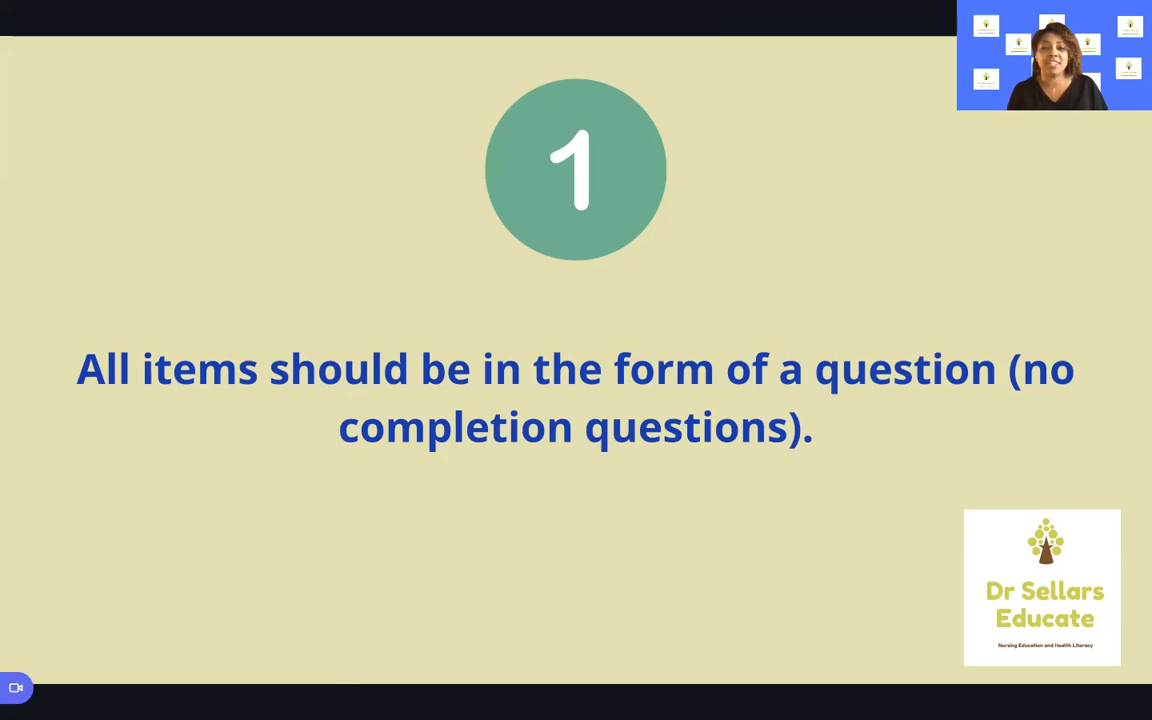 1
All items should be in the form of a question (no
completion questions).
Dr Sellars
Educate
Nursing Education and Health Literacy